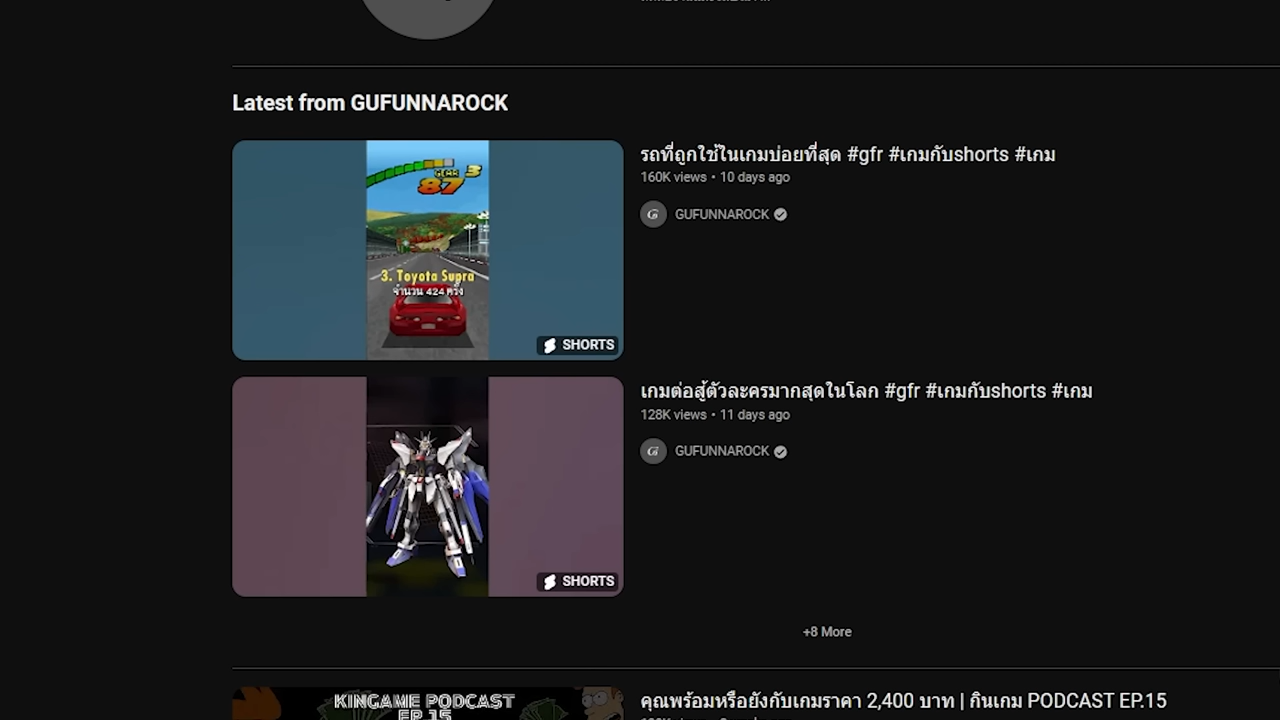 Latest from GUFUNNAROCK
GEAR 3
87
3. Toyota Supra
จำนวน 424 ครั้ง
SHORTS
รถที่ถูกใช้ในเกมบ่อยที่สุด #gfr #เกมกับshorts #เกม
160K views • 10 days ago
GUFUNNAROCK
SHORTS
เกมต่อสู้ตัวละครมากสุดในโลก #gfr #เกมกับshorts #เกม
128K views • 11 days ago
GUFUNNAROCK
+8 More
KINGAME PODCAST
EP.15
คุณพร้อมหรือยังกับเกมราคา 2,400 บาท | กินเกม PODCAST EP.15